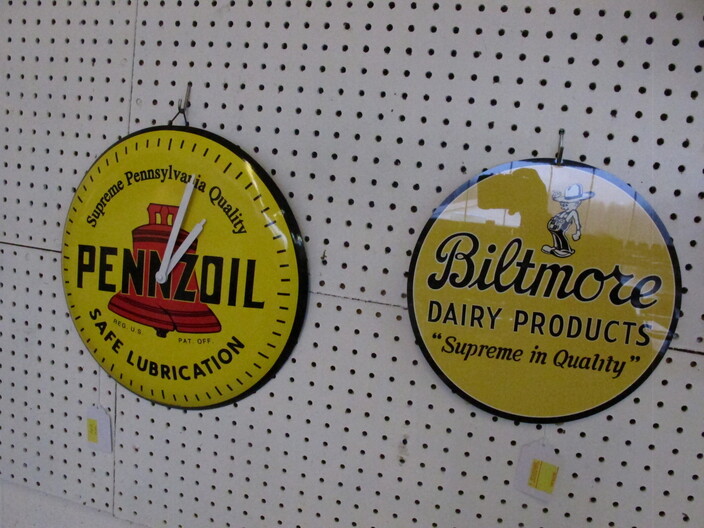 Supreme Pennsylvania Quality
PENNZOIL
REG. U.S. PAT. OFF.
SAFE LUBRICATION
Biltmore
DAIRY PRODUCTS
"Supreme in Quality"